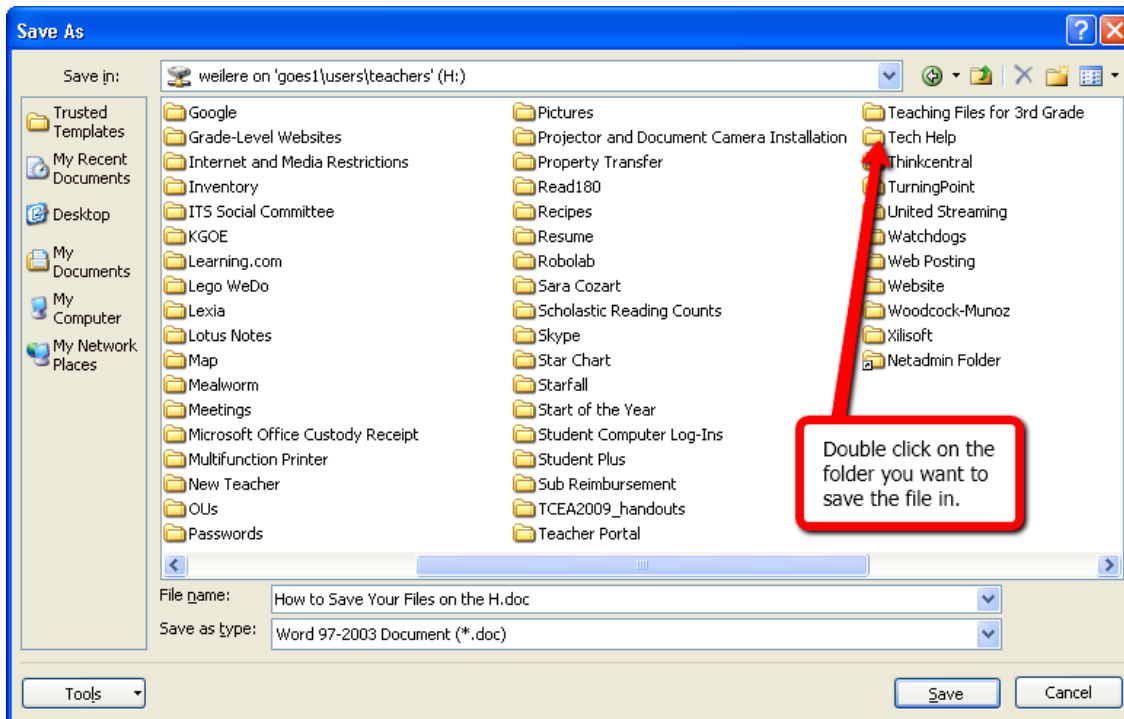 Save As
Save in:
weilere on 'goes1\users\teachers' (H:)
Trusted
Templates
My Recent
Documents
Desktop
My
Documents
My
Computer
My Network
Places
Google
Grade-Level Websites
Internet and Media Restrictions
Inventory
ITS Social Committee
KGOE
Learning.com
Lego WeDo
Lexia
Lotus Notes
Map
Mealworm
Meetings
Microsoft Office Custody Receipt
Multifunction Printer
New Teacher
OUs
Passwords
Pictures
Projector and Document Camera Installation
Property Transfer
Read180
Recipes
Resume
Robolab
Sara Cozart
Scholastic Reading Counts
Skype
Star Chart
Starfall
Start of the Year
Student Computer Log-Ins
Student Plus
Sub Reimbursement
TCEA2009_handouts
Teacher Portal
Teaching Files for 3rd Grade
Tech Help
Thinkcentral
TurningPoint
United Streaming
Watchdogs
Web Posting
Website
Woodcock-Munoz
Xilisoft
Netadmin Folder
Double click on the
folder you want to
save the file in.
File name:
How to Save Your Files on the H.doc
Save as type:
Word 97-2003 Document (*.doc)
Tools
Save
Cancel